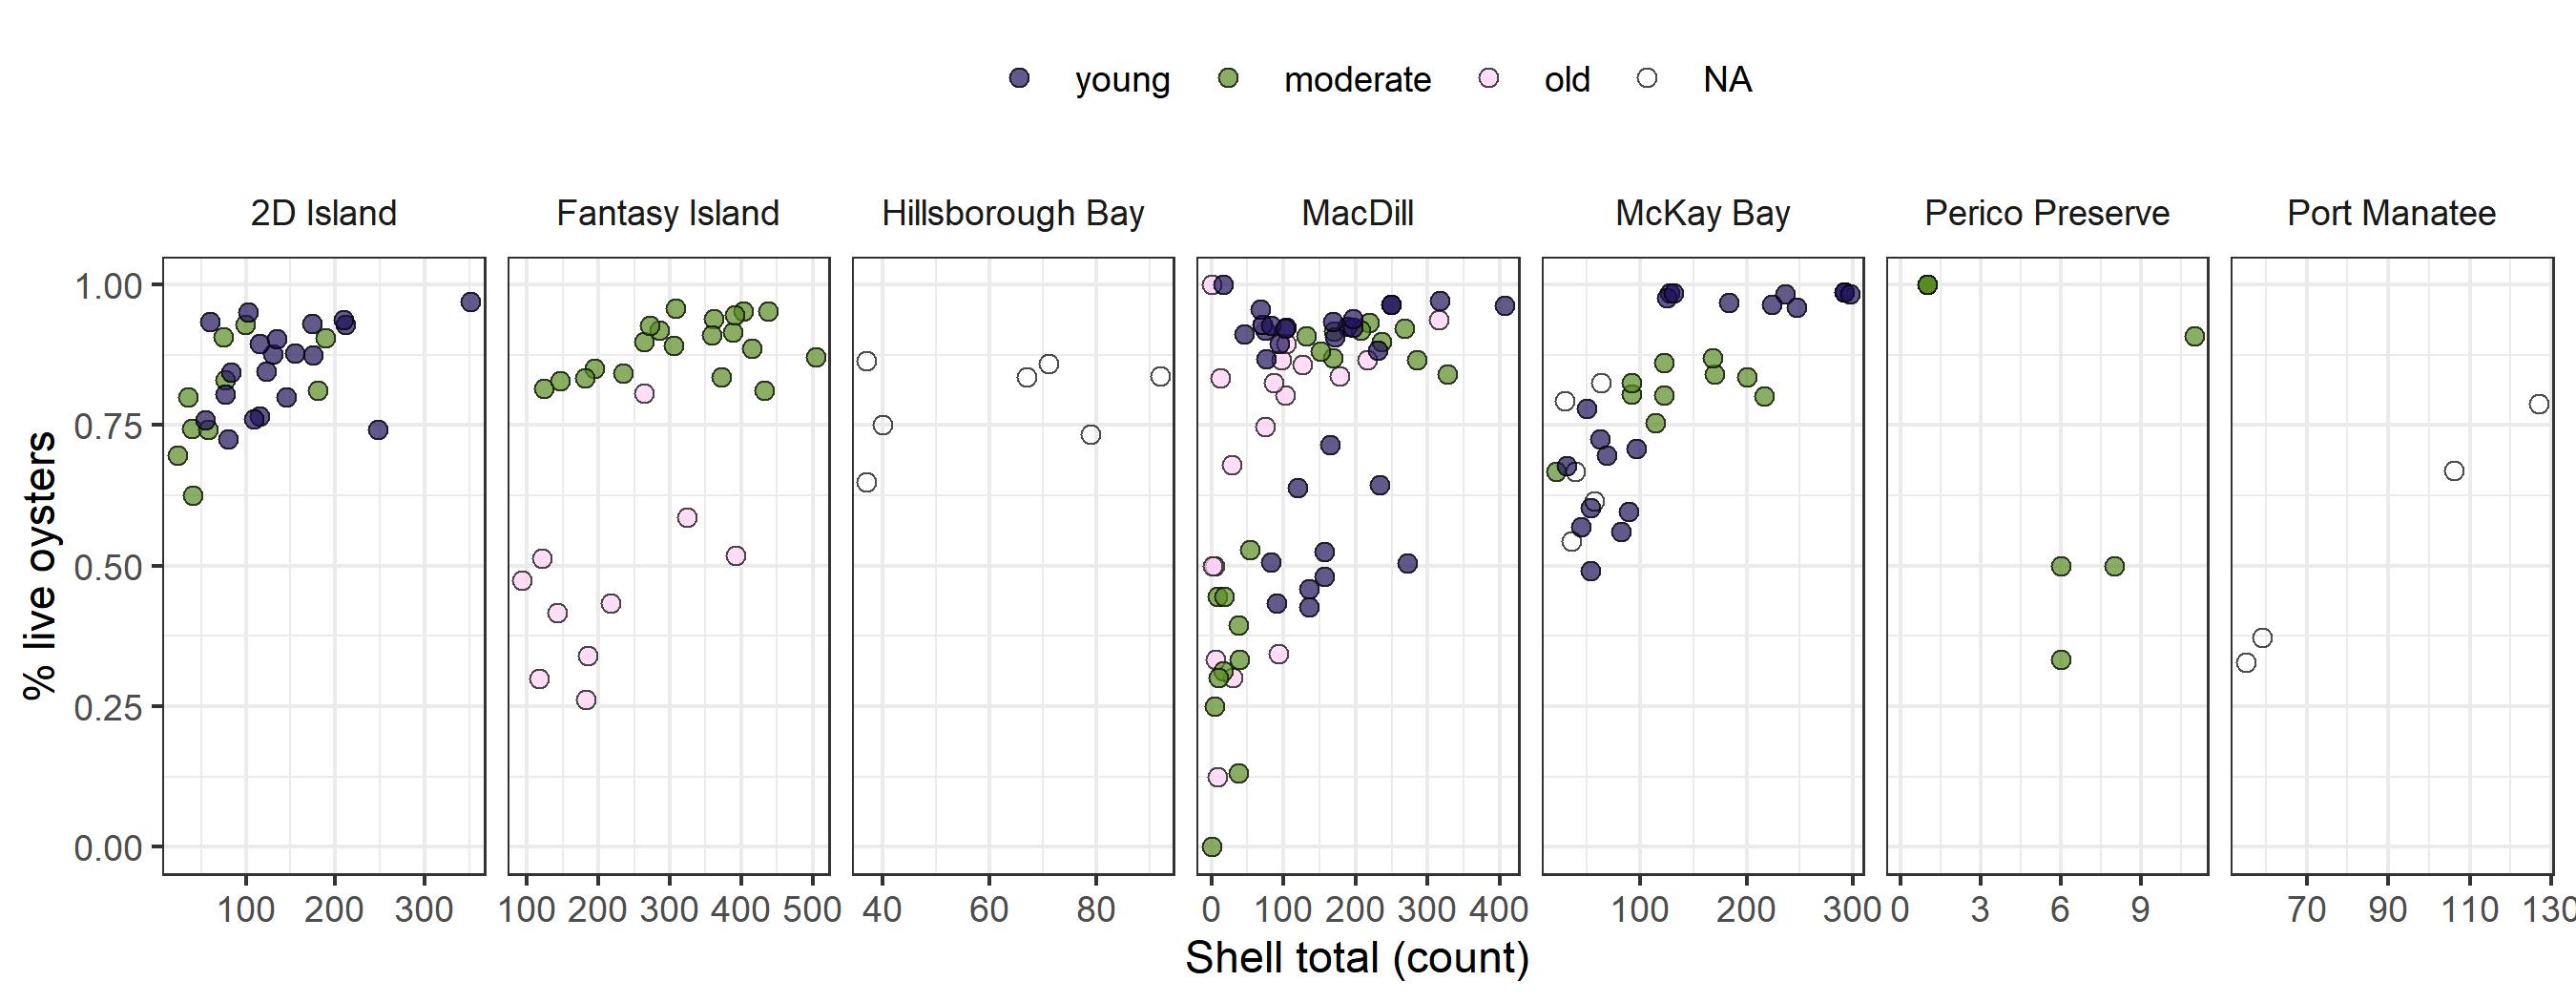 young moderate old NA
2D Island Fantasy Island Hillsborough Bay MacDill McKay Bay Perico Preserve Port Manatee
1.00
0.75
0.50
0.25
0.00
% live oysters
100 200 300 100 200 300 400 500 40 60 80 0 100 200 300 400 100 200 300 0 3 6 9 70 90 110 130
Shell total (count)